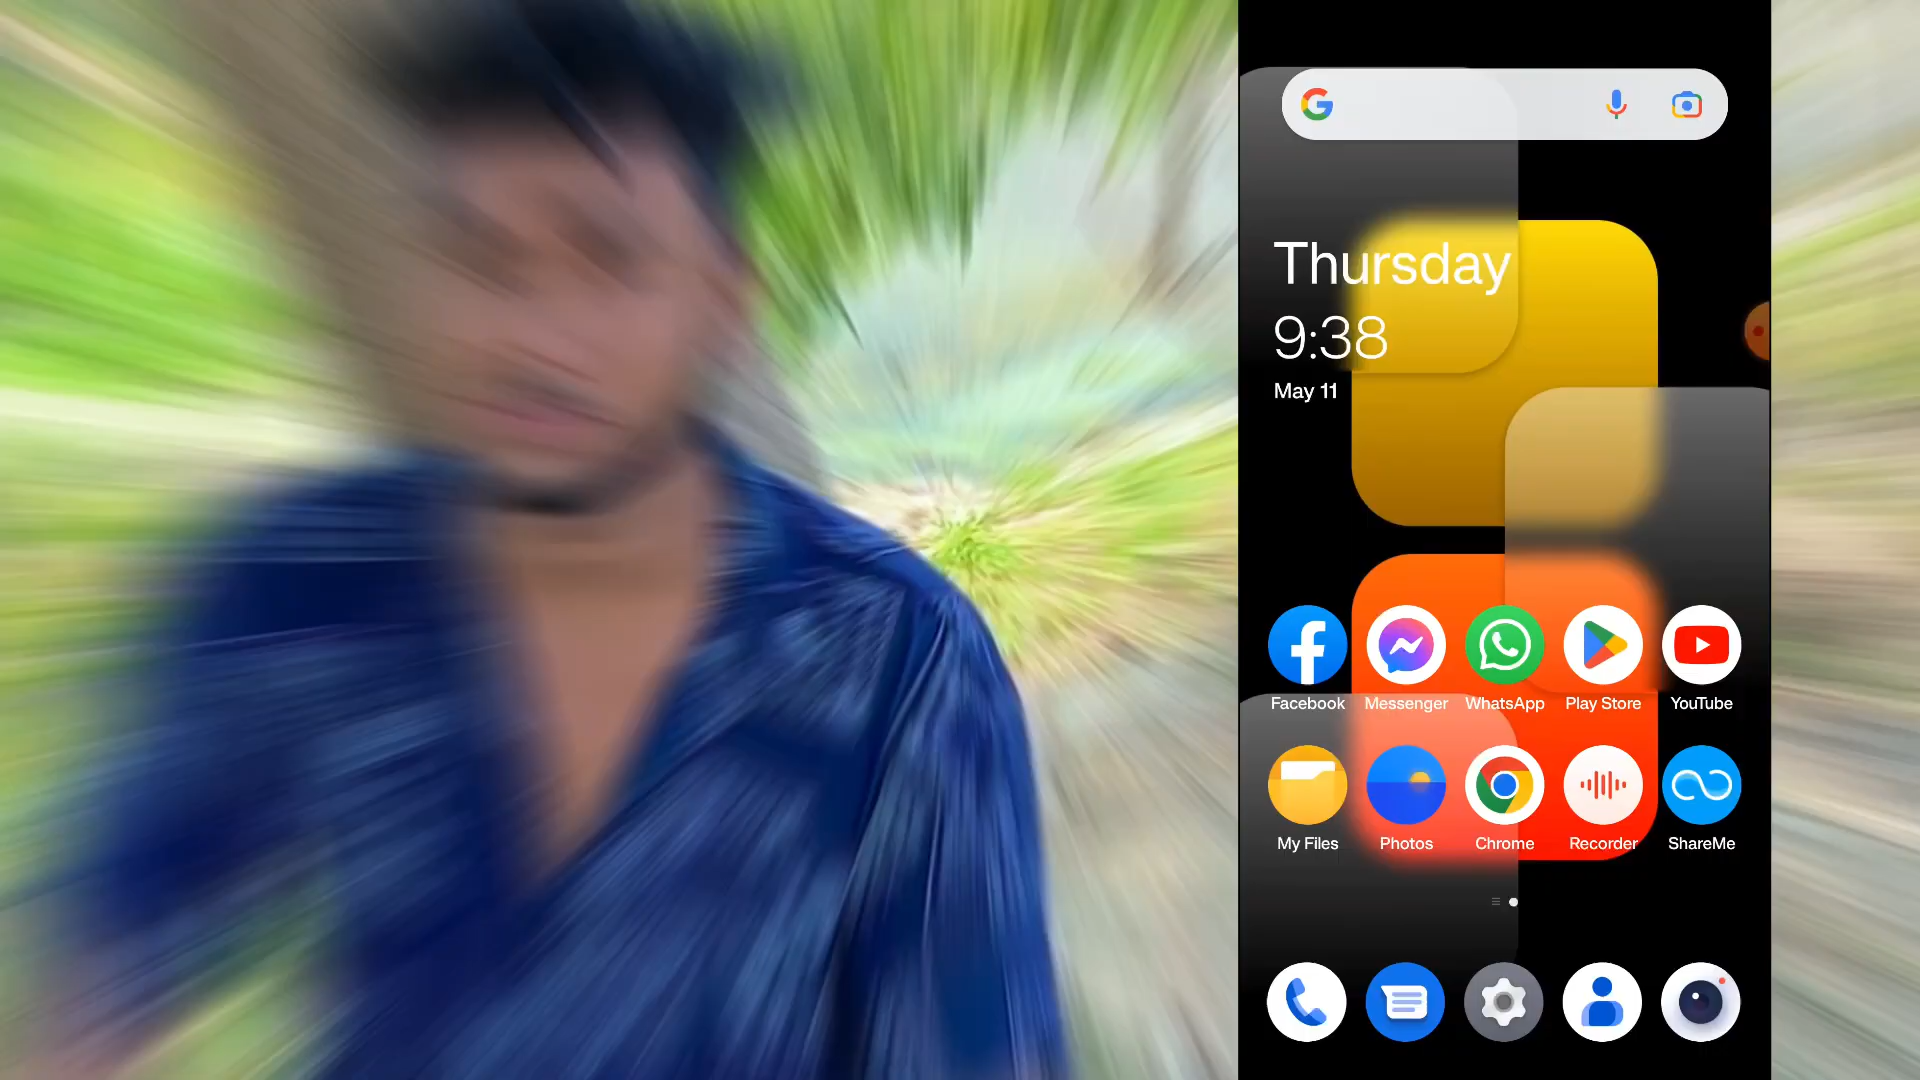 Thursday
9:38
May 11
Facebook Messenger WhatsApp Play Store YouTube
My Files Photos Chrome Recorder ShareMe